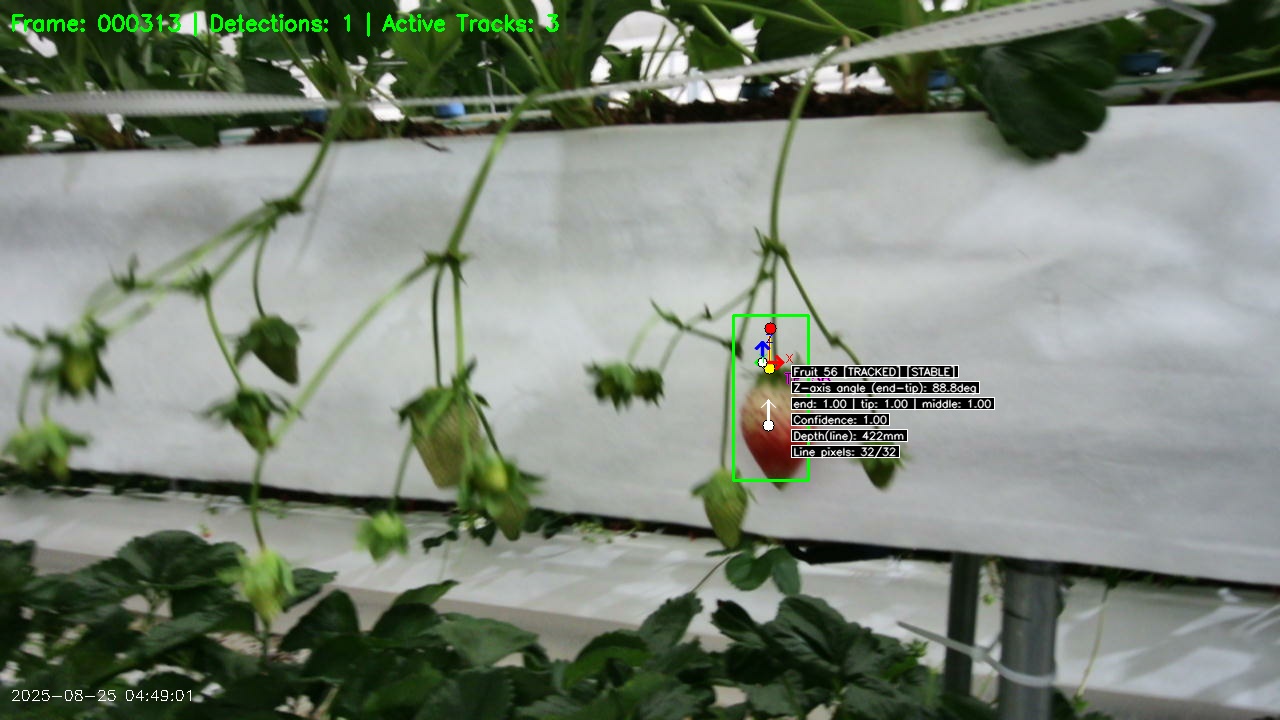 Frame: 000313 | Detections: 1 | Active Tracks: 3
x
Fruit 56 [TRACKED] [STABLE]
Z-axis angle (end-tip): 88.8deg
end: 1.00 | tip: 1.00 | middle: 1.00
Confidence: 1.00
Depth(line): 422mm
Line pixels: 32/32
2025-08-25 04:49:01